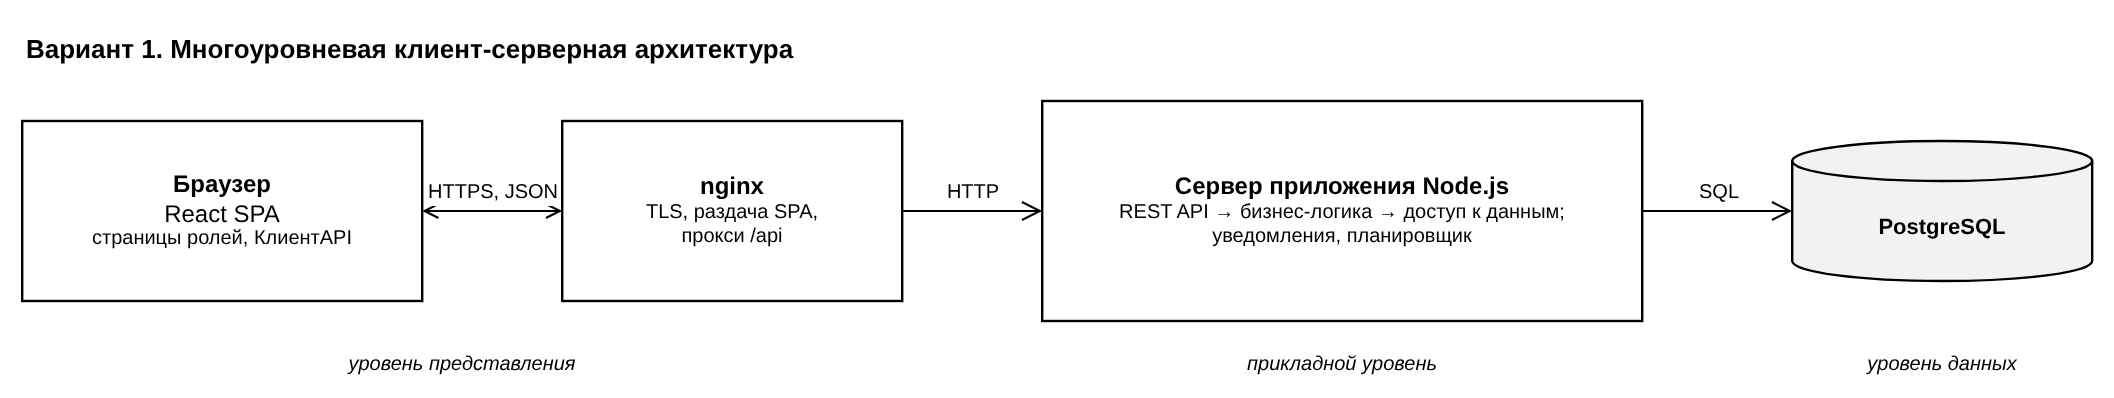 Вариант 1. Многоуровневая клиент-серверная архитектура
Браузер
React SPA
страницы ролей, КлиентAPI
HTTPS, JSON
nginx
TLS, раздача SPA,
прокси /api
HTTP
Сервер приложения Node.js
REST API → бизнес-логика → доступ к данным;
уведомления, планировщик
SQL
PostgreSQL
уровень представления
прикладной уровень
уровень данных